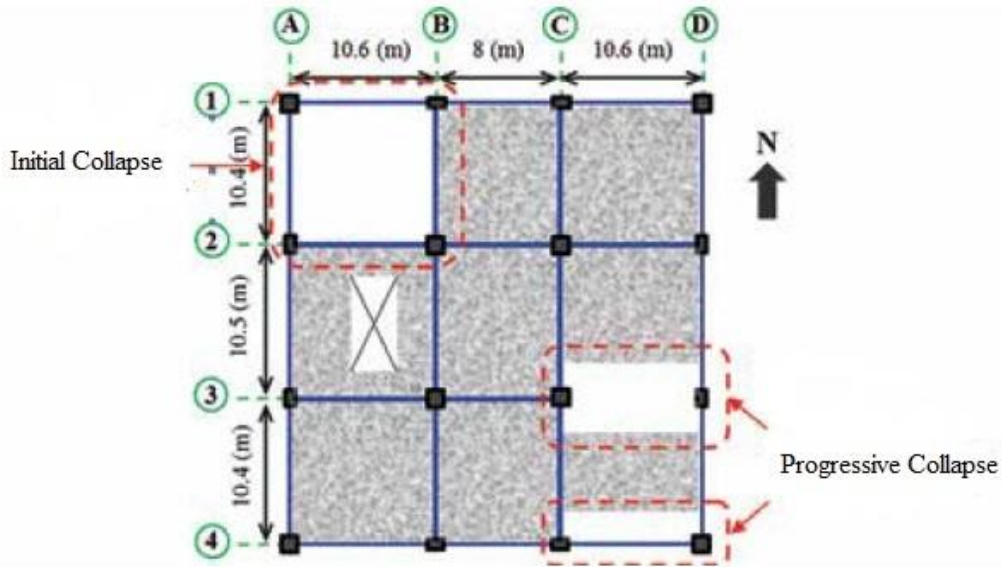 A B C D
10.6 (m) 8 (m) 10.6 (m)
1
Initial Collapse
10.4 (m)
N
2
10.5 (m)
3
10.4 (m)
Progressive Collapse
4